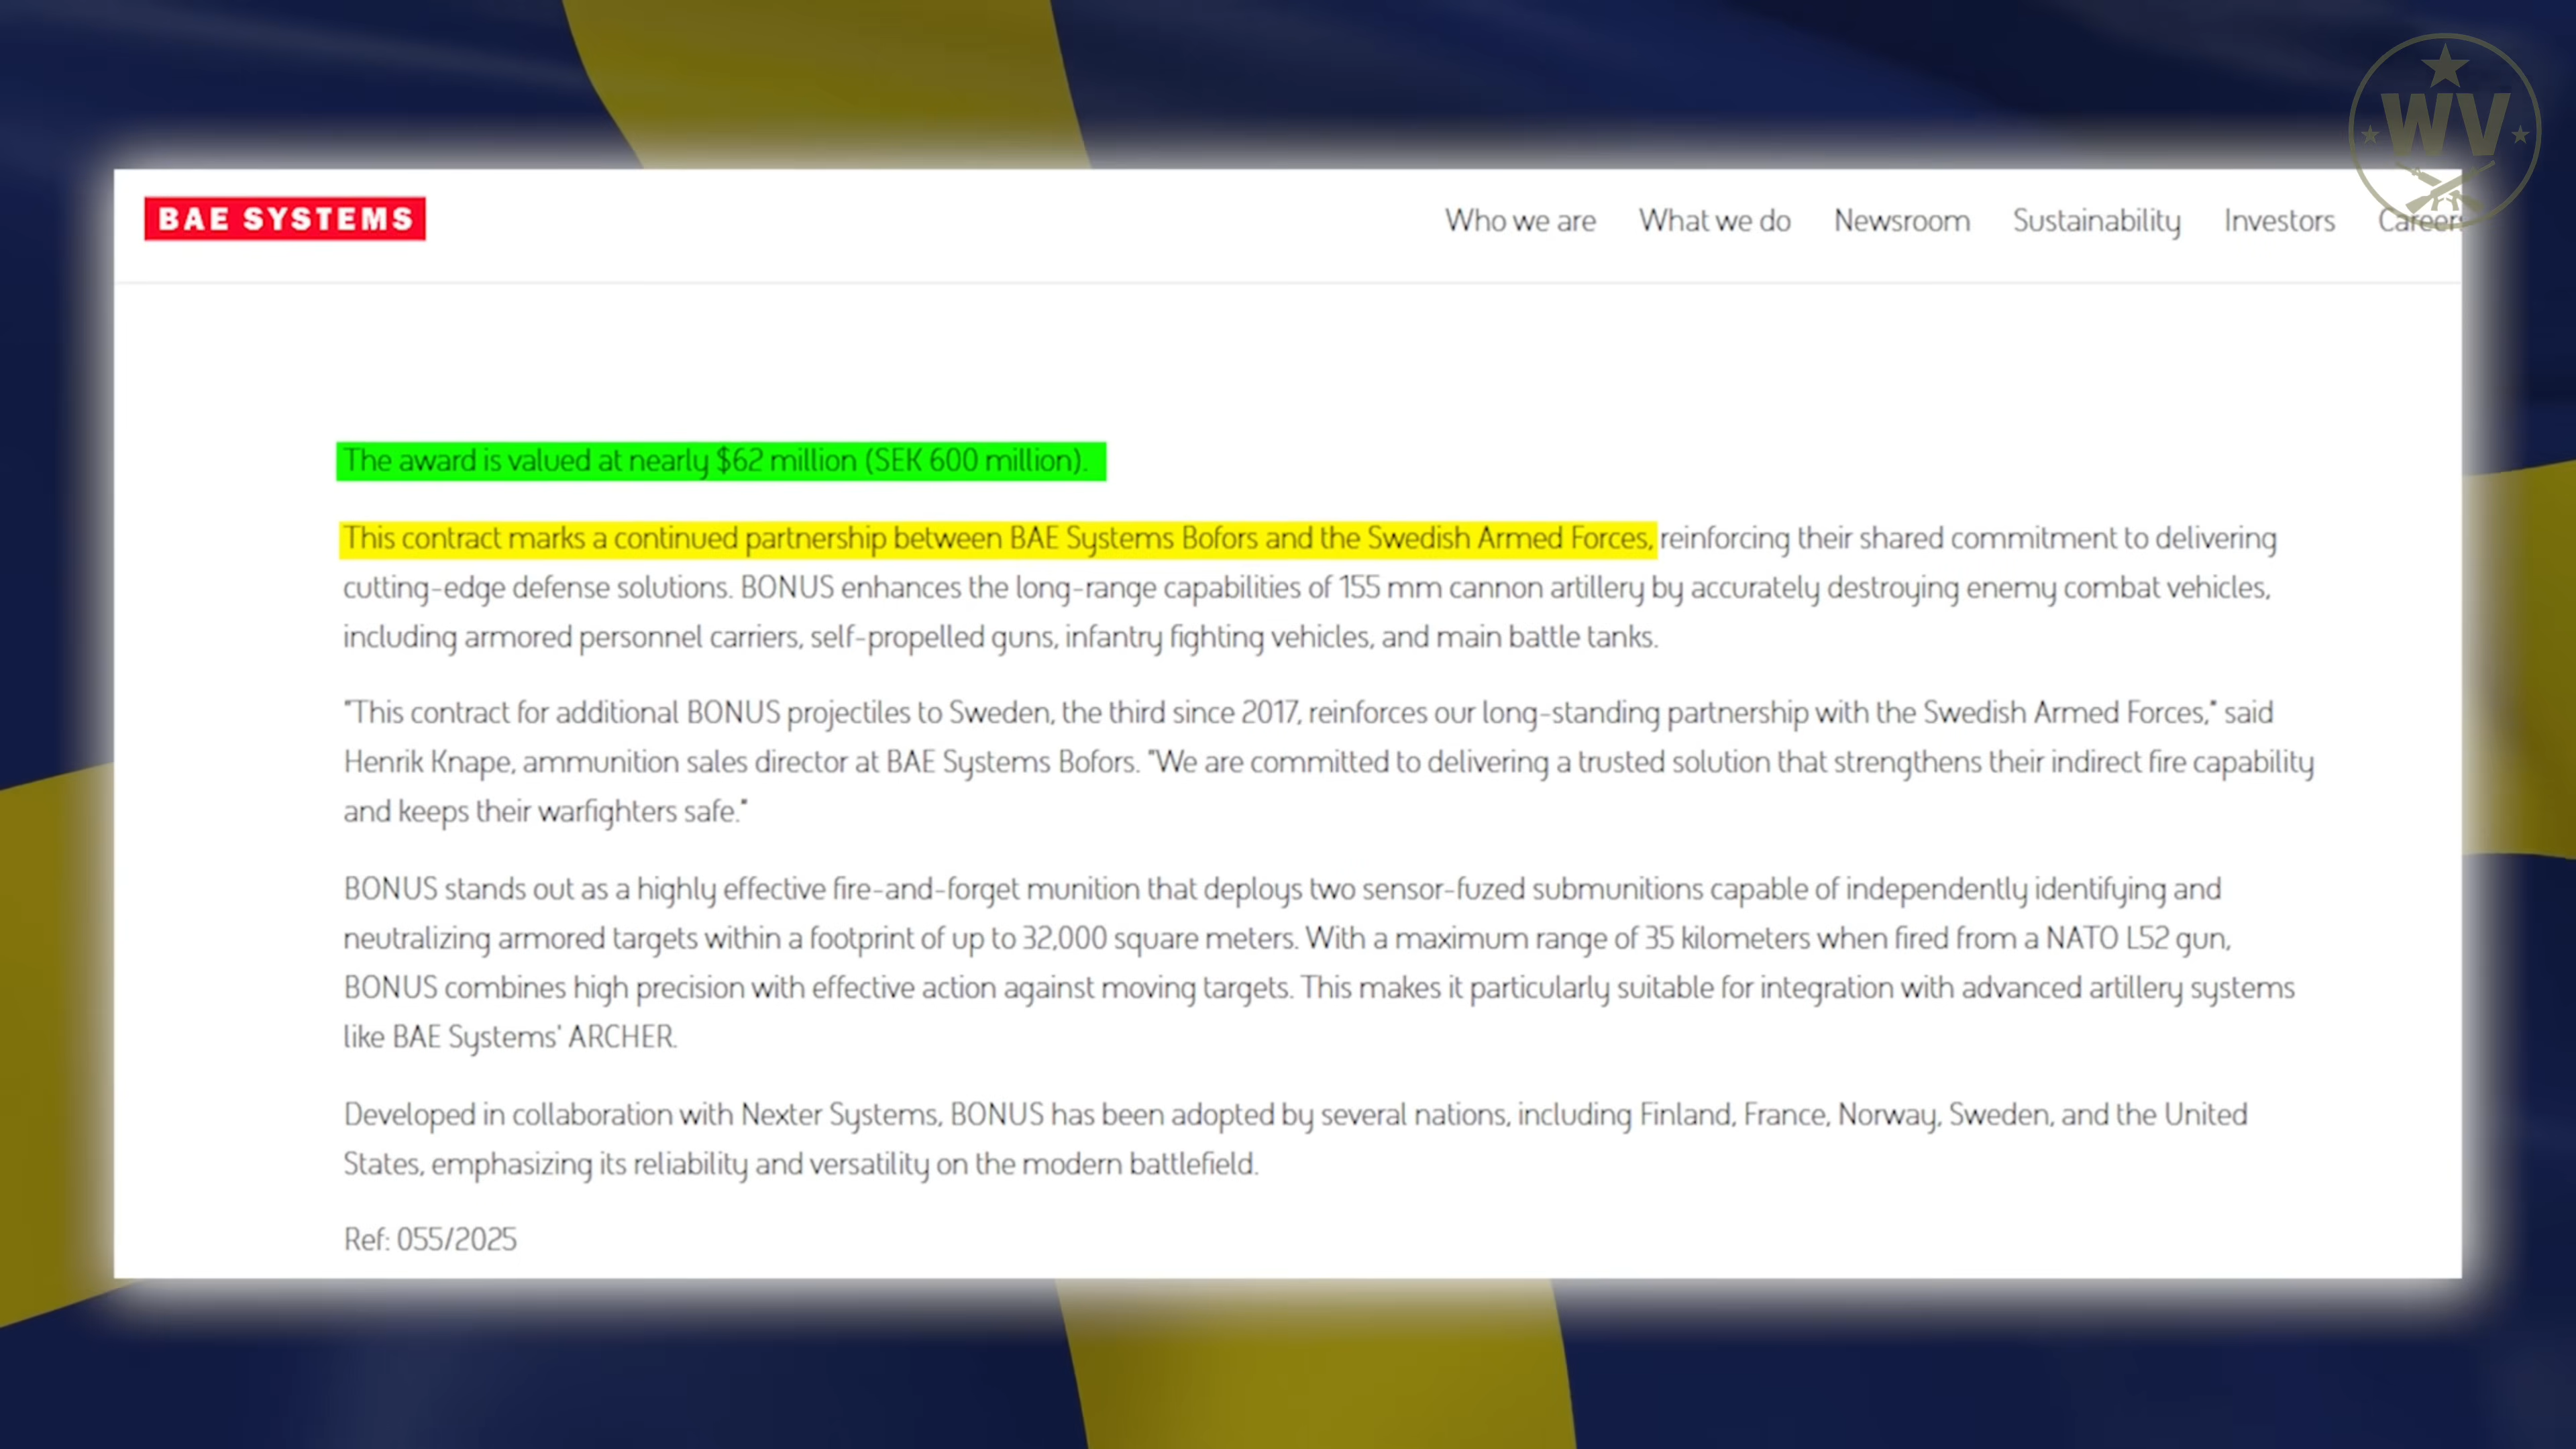 WV
BAE SYSTEMS
Who we are What we do Newsroom Sustainability Investors Careers
The award is valued at nearly $62 million (SEK 600 million).
This contract marks a continued partnership between BAE Systems Bofors and the Swedish Armed Forces, reinforcing their shared commitment to delivering
cutting-edge defense solutions. BONUS enhances the long-range capabilities of 155 mm cannon artillery by accurately destroying enemy combat vehicles,
including armored personnel carriers, self-propelled guns, infantry fighting vehicles, and main battle tanks.
"This contract for additional BONUS projectiles to Sweden, the third since 2017, reinforces our long-standing partnership with the Swedish Armed Forces," said
Henrik Knape, ammunition sales director at BAE Systems Bofors. "We are committed to delivering a trusted solution that strengthens their indirect fire capability
and keeps their warfighters safe."
BONUS stands out as a highly effective fire-and-forget munition that deploys two sensor-fuzed submunitions capable of independently identifying and
neutralizing armored targets within a footprint of up to 32,000 square meters. With a maximum range of 35 kilometers when fired from a NATO L52 gun,
BONUS combines high precision with effective action against moving targets. This makes it particularly suitable for integration with advanced artillery systems
like BAE Systems' ARCHER.
Developed in collaboration with Nexter Systems, BONUS has been adopted by several nations, including Finland, France, Norway, Sweden, and the United
States, emphasizing its reliability and versatility on the modern battlefield.
Ref: 055/2025